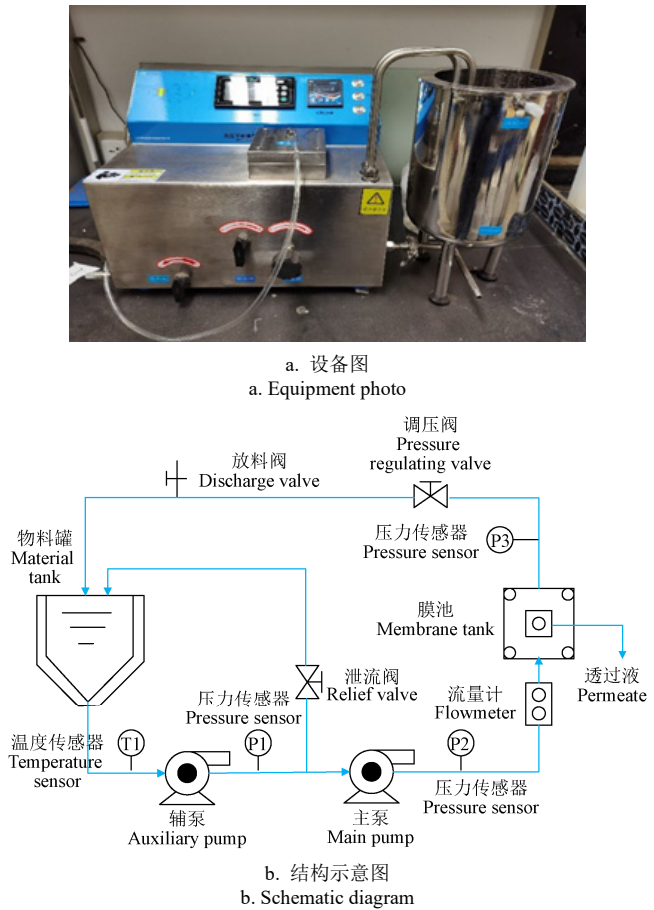 a. 设备图
a. Equipment photo
调压阀
Pressure
regulating valve
放料阀
Discharge valve
物料罐
Material
tank
压力传感器
Pressure sensor
P3
膜池
Membrane tank
透过液
Permeate
泄流阀
Relief valve
流量计
Flowmeter
压力传感器
Pressure sensor
温度传感器
Temperature
sensor
T1
P1
P2
压力传感器
Pressure sensor
辅泵
Auxiliary pump
主泵
Main pump
b. 结构示意图
b. Schematic diagram